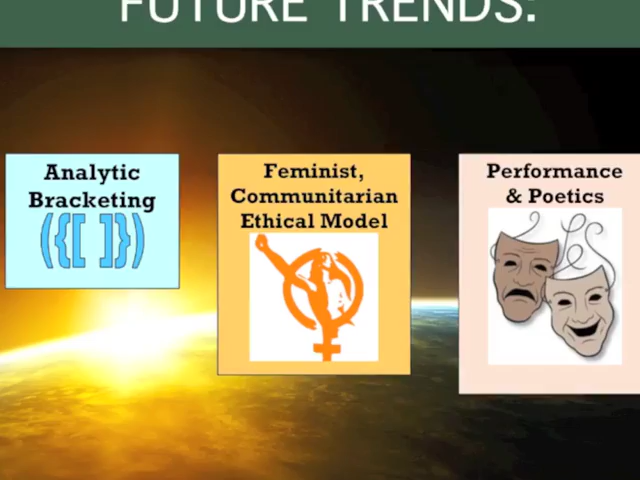 FUTURE TRENDS:
Analytic
Bracketing
({[ ]})
Feminist,
Communitarian
Ethical Model
Performance
& Poetics